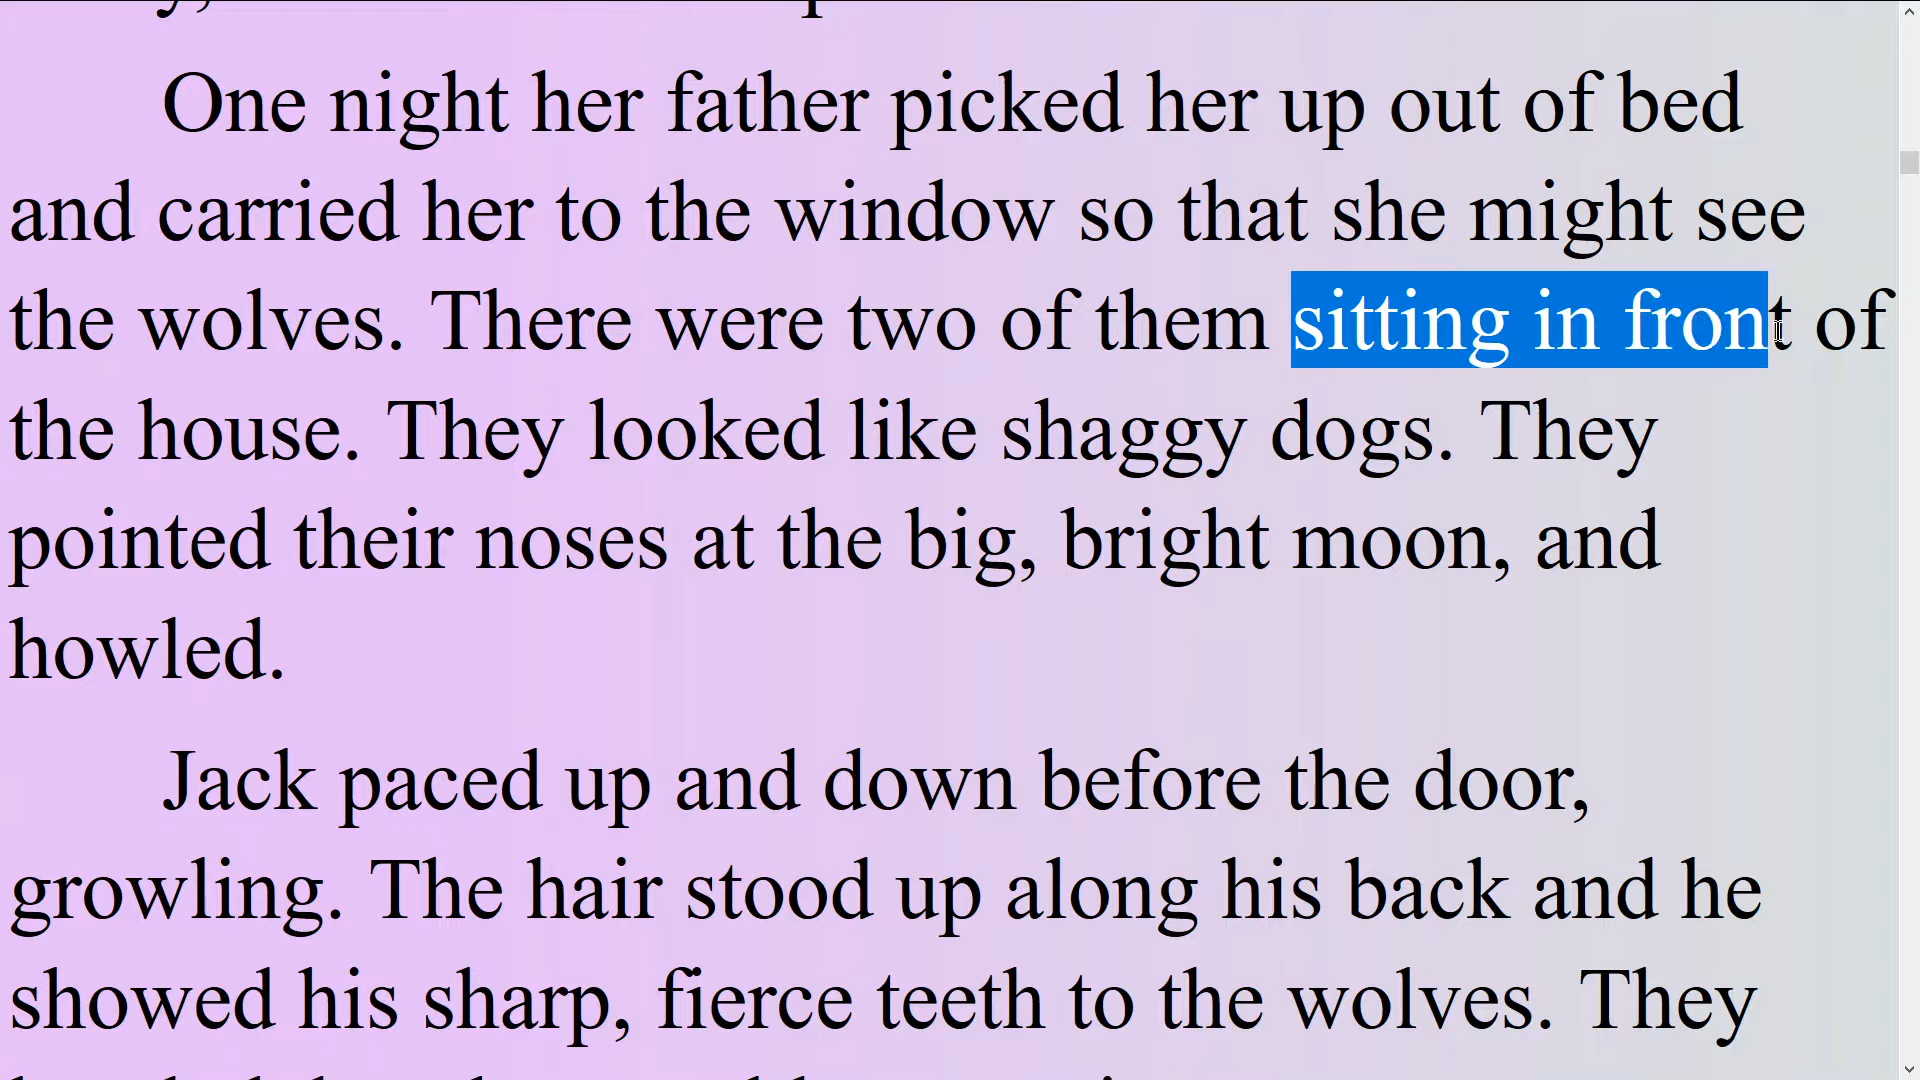 One night her father picked her up out of bed
and carried her to the window so that she might see
the wolves. There were two of them sitting in front of
the house. They looked like shaggy dogs. They
pointed their noses at the big, bright moon, and
howled.
Jack paced up and down before the door,
growling. The hair stood up along his back and he
showed his sharp, fierce teeth to the wolves. They